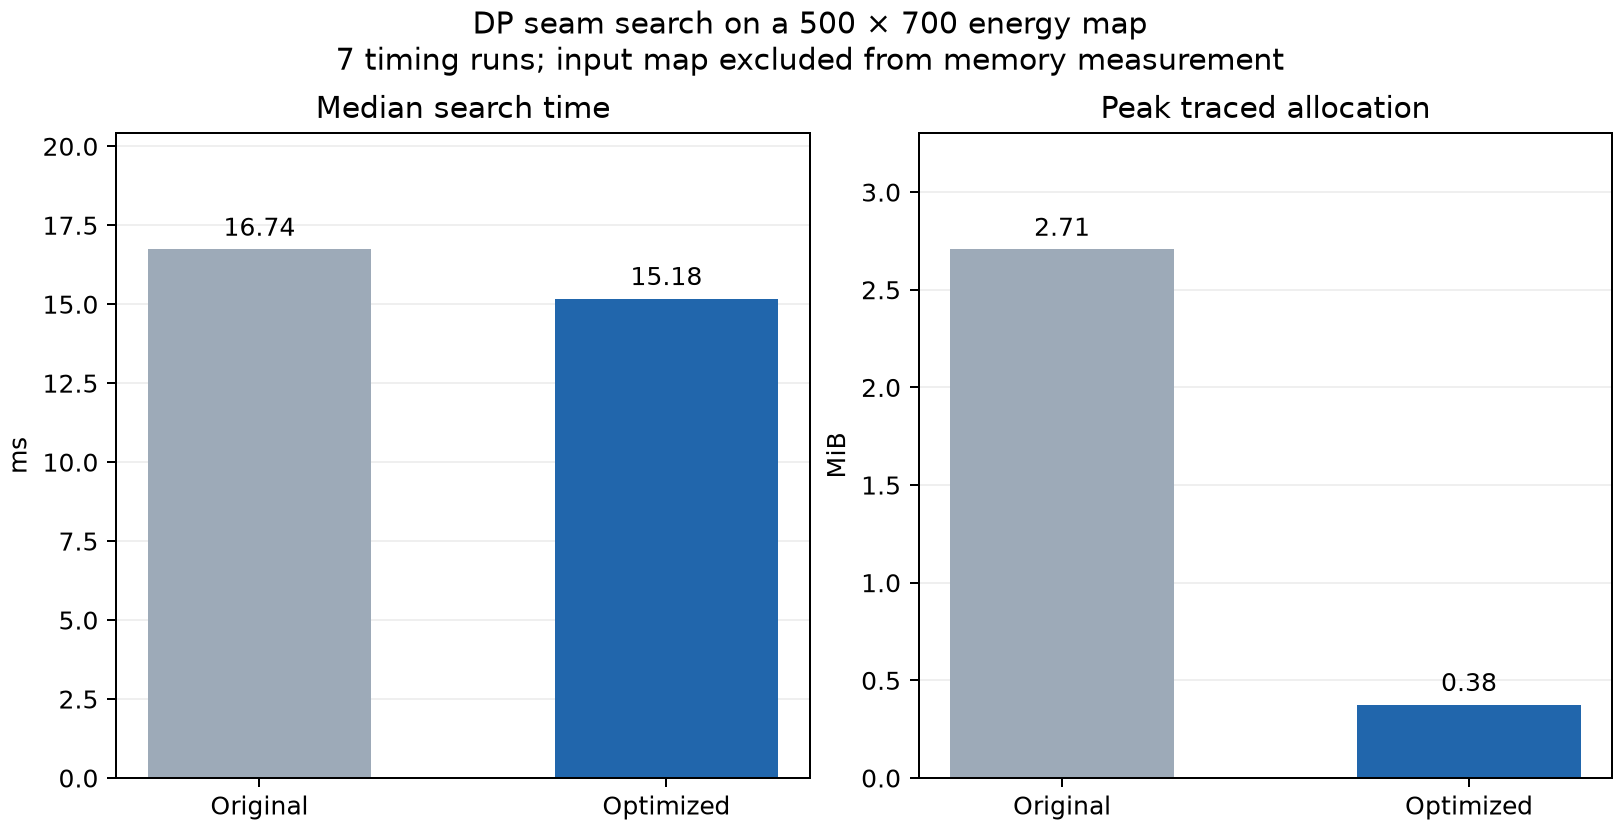 DP seam search on a 500 × 700 energy map
7 timing runs; input map excluded from memory measurement
Median search time
20.0
17.5
15.0
12.5
10.0
7.5
5.0
2.5
0.0
ms
16.74
15.18
Original
Optimized
Peak traced allocation
3.0
2.5
2.0
1.5
1.0
0.5
0.0
MiB
2.71
0.38
Original
Optimized